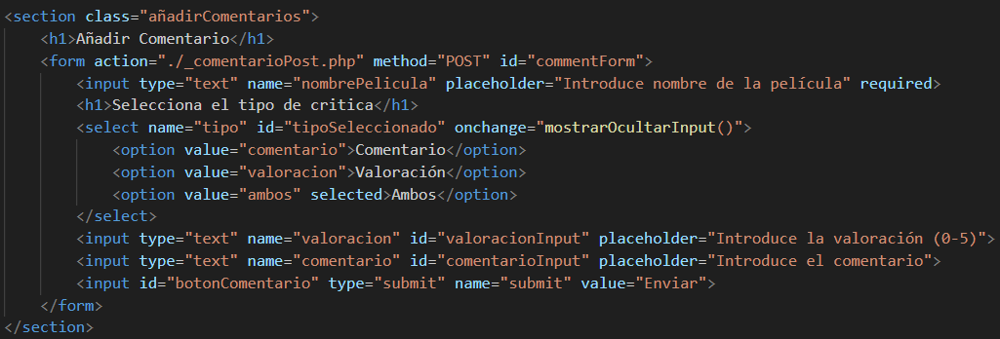 <section class="añadirComentarios">
<h1>Añadir Comentario</h1>
<form action="./_comentarioPost.php" method="POST" id="commentForm">
<input type="text" name="nombrePelicula" placeholder="Introduce nombre de la película" required>
<h1>Selecciona el tipo de critica</h1>
<select name="tipo" id="tipoSeleccionado" onchange="mostrarOcultarInput()">
<option value="comentario">Comentario</option>
<option value="valoracion">Valoración</option>
<option value="ambos" selected>Ambos</option>
</select>
<input type="text" name="valoracion" id="valoracionInput" placeholder="Introduce la valoración (0-5)">
<input type="text" name="comentario" id="comentarioInput" placeholder="Introduce el comentario">
<input id="botonComentario" type="submit" name="submit" value="Enviar">
</form>
</section>